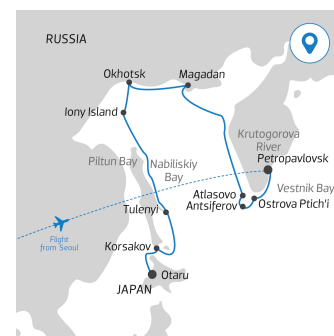 RUSSIA
Okhotsk
Magadan
Iony Island
Krutogorova
River
Petropavlovsk
Piltun Bay
Nabiliskiy
Bay
Vestnik Bay
Atlasovo
Ostrova Ptich'i
Antsiferov
Tulenyi
Flight
from Seoul
Korsakov
Otaru
JAPAN